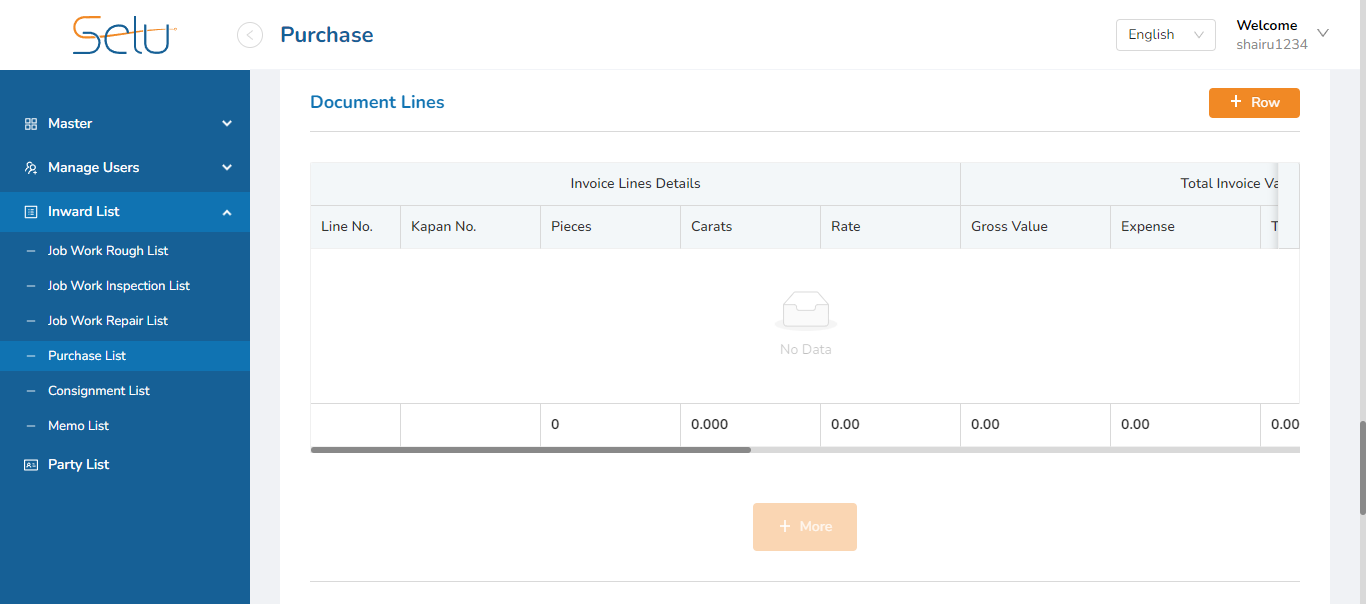 Selu
Purchase
English
Welcome
shairu1234
Master
Manage Users
Inward List
Job Work Rough List
Job Work Inspection List
Job Work Repair List
Purchase List
Consignment List
Memo List
Party List
Document Lines
+ Row
Invoice Lines Details Total Invoice Va
Line No. Kapan No. Pieces Carats Rate Gross Value Expense T
No Data
0 0.000 0.00 0.00 0.00 0.00
+ More